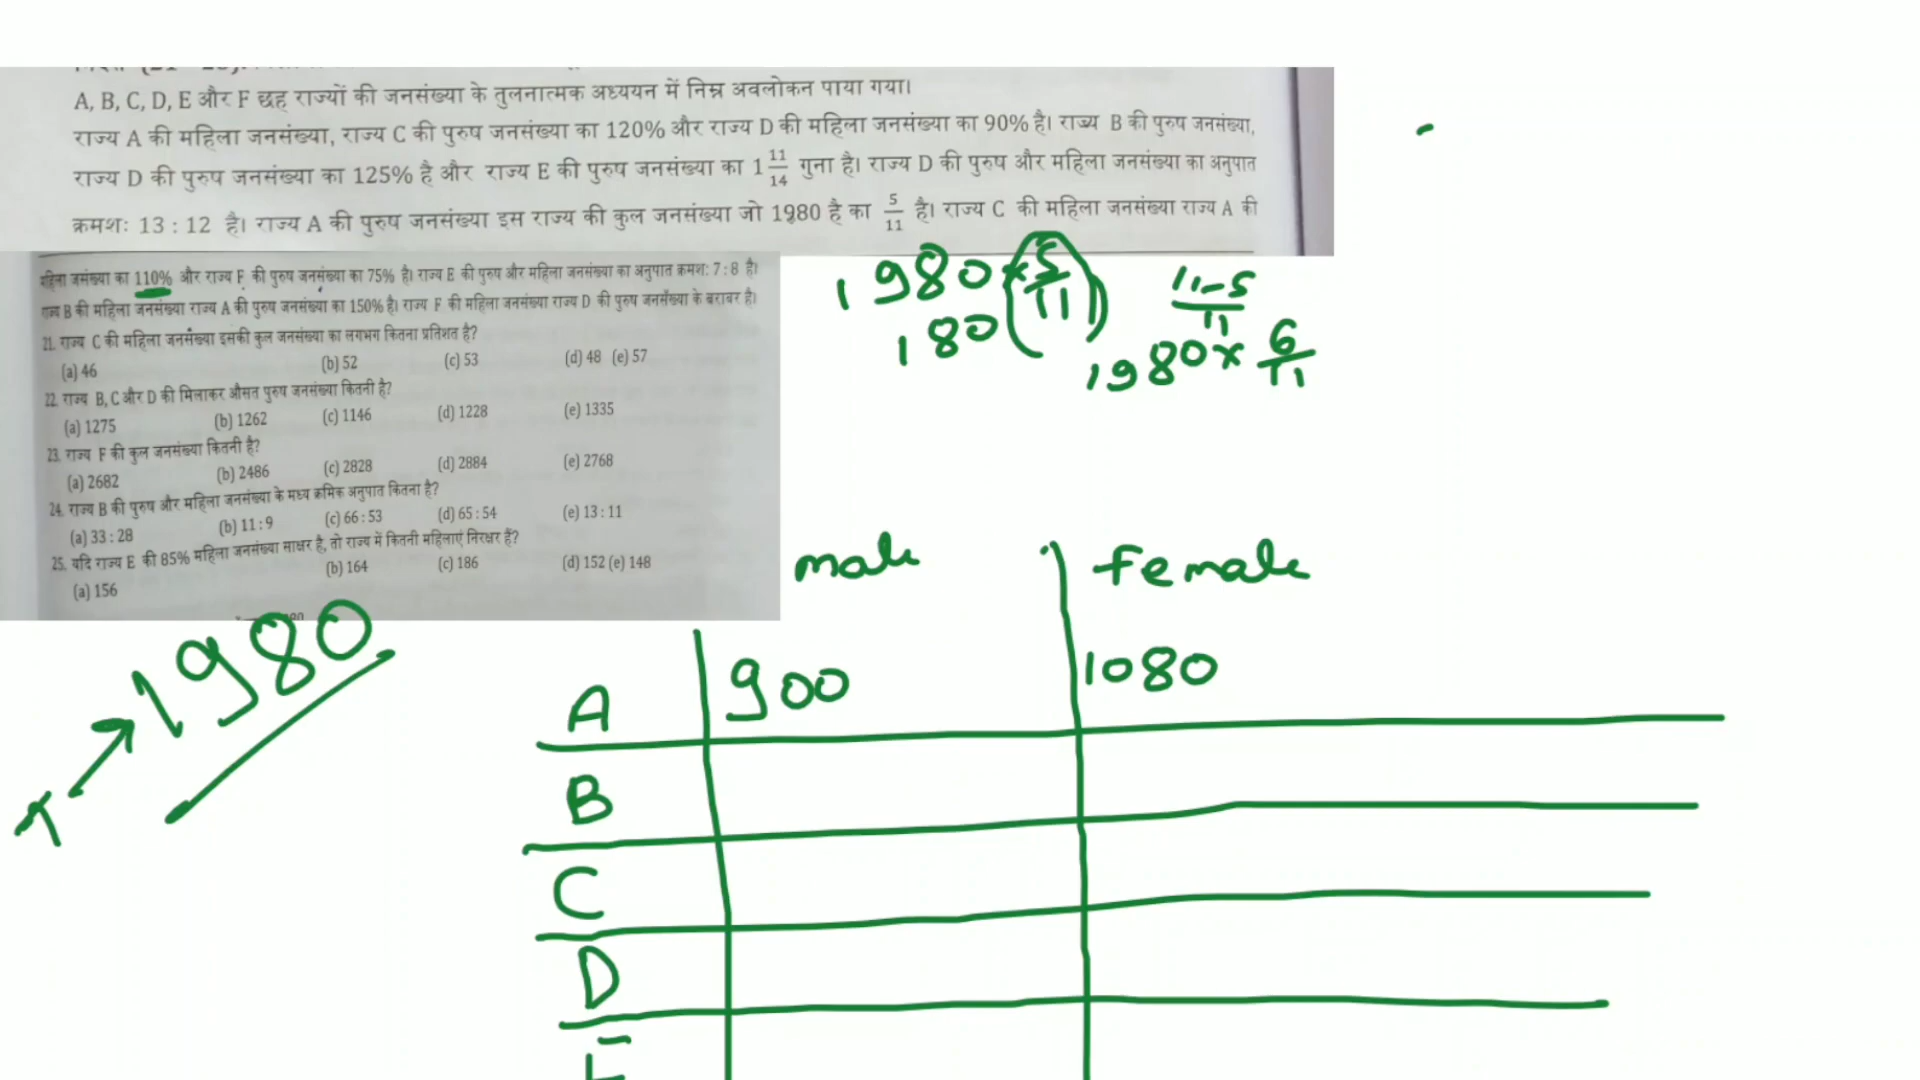 A, B, C, D, E और F छह राज्यों की जनसंख्या के तुलनात्मक अध्ययन में निम्न अवलोकन पाया गया।
राज्य A की महिला जनसंख्या, राज्य C की पुरुष जनसंख्या का 120% और राज्य D की महिला जनसंख्या का 90% है। राज्य B की पुरुष जनसंख्या,
राज्य D की पुरुष जनसंख्या का 125% है और राज्य E की पुरुष जनसंख्या का 1 11/14 गुना है। राज्य D की पुरुष और महिला जनसंख्या का अनुपात
क्रमशः 13 : 12 है। राज्य A की पुरुष जनसंख्या इस राज्य की कुल जनसंख्या जो 1980 है का 5/11 है। राज्य C की महिला जनसंख्या राज्य A की
महिला जसंख्या का 110% और राज्य F की पुरुष जनसंख्या का 75% है। राज्य E की पुरुष और महिला जनसंख्या का अनुपात क्रमशः 7 : 8 है।
राज्य B की महिला जनसंख्या राज्य A की पुरुष जनसंख्या का 150% है। राज्य F की महिला जनसंख्या राज्य D की पुरुष जनसंख्या के बराबर है।
21. राज्य C की महिला जनसंख्या इसकी कुल जनसंख्या का लगभग कितना प्रतिशत है?
(a) 46 (b) 52 (c) 53 (d) 48 (e) 57
22. राज्य B, C और D की मिलाकर औसत पुरुष जनसंख्या कितनी है?
(a) 1275 (b) 1262 (c) 1146 (d) 1228 (e) 1335
23. राज्य F की कुल जनसंख्या कितनी है?
(a) 2682 (b) 2486 (c) 2828 (d) 2884 (e) 2768
24. राज्य B की पुरुष और महिला जनसंख्या के मध्य क्रमिक अनुपात कितना है?
(a) 33 : 28 (b) 11 : 9 (c) 66 : 53 (d) 65 : 54 (e) 13 : 11
25. यदि राज्य E की 85% महिला जनसंख्या साक्षर है, तो राज्य में कितनी महिलाएं निरक्षर हैं?
(a) 156 (b) 164 (c) 186 (d) 152 (e) 148
1980 × (5/11)
180
11-5/11
1980 × 6/11
1980
male female
A 900 1080
B
C
D